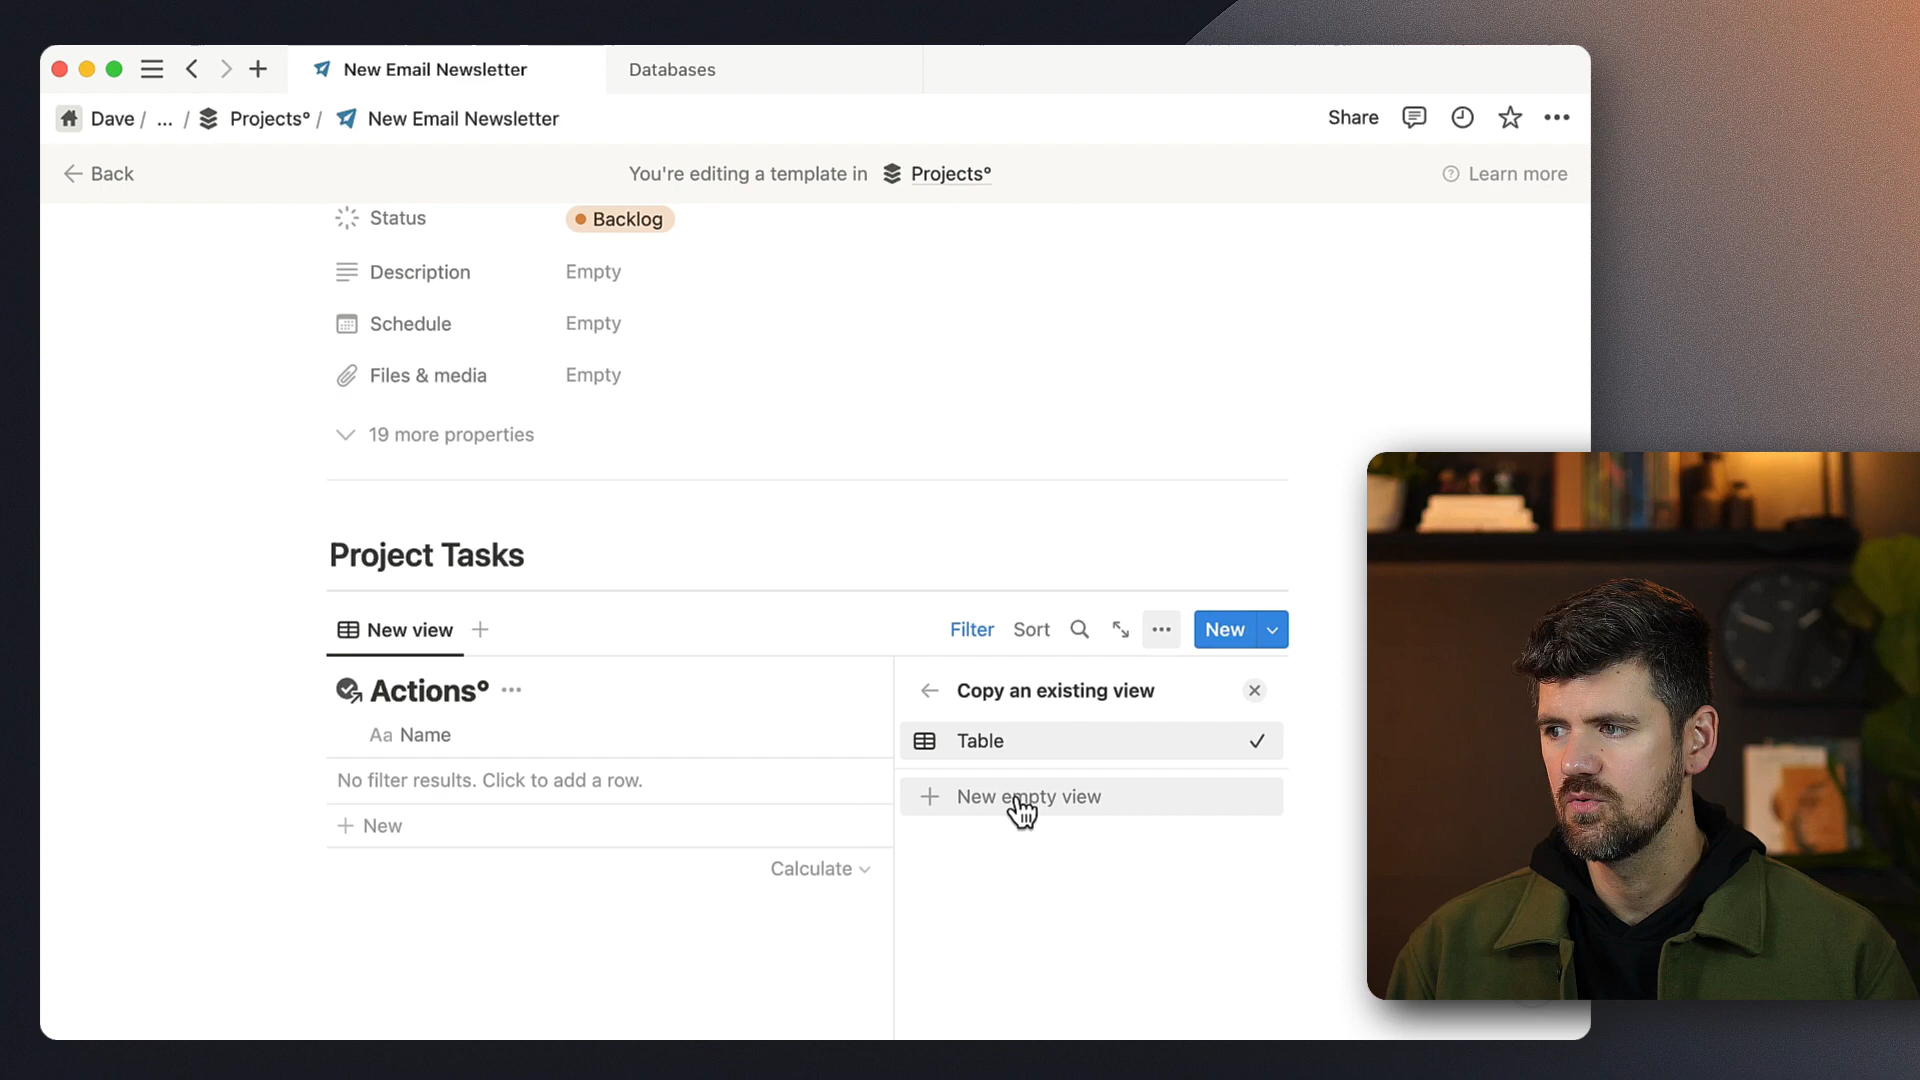 New Email Newsletter
Databases
Dave / ... / Projects° / New Email Newsletter
Share
Back
You're editing a template in Projects°
Learn more
Status
Backlog
Description
Empty
Schedule
Empty
Files & media
Empty
19 more properties
Project Tasks
New view
Filter
Sort
New
Actions°
Copy an existing view
Aa Name
Table
No filter results. Click to add a row.
New empty view
New
Calculate